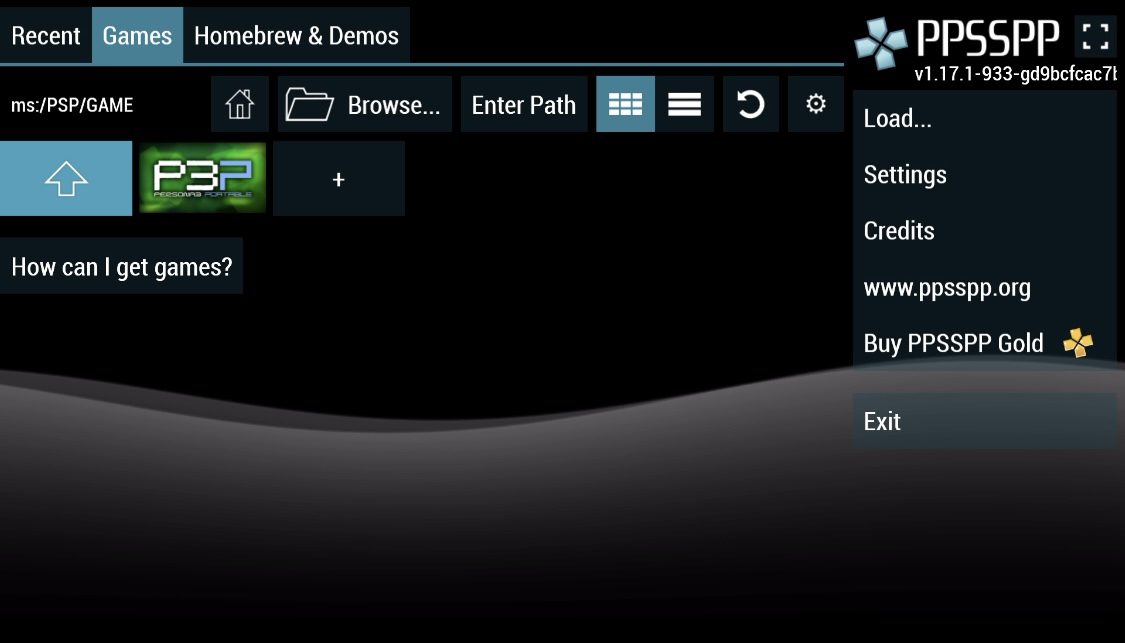 Recent Games Homebrew & Demos
PPSSPP
v1.17.1-933-gd9bcfcac7
ms:/PSP/GAME Browse... Enter Path
P3P
PERSONA3 PORTABLE
+
How can I get games?
Load...
Settings
Credits
www.ppsspp.org
Buy PPSSPP Gold
Exit